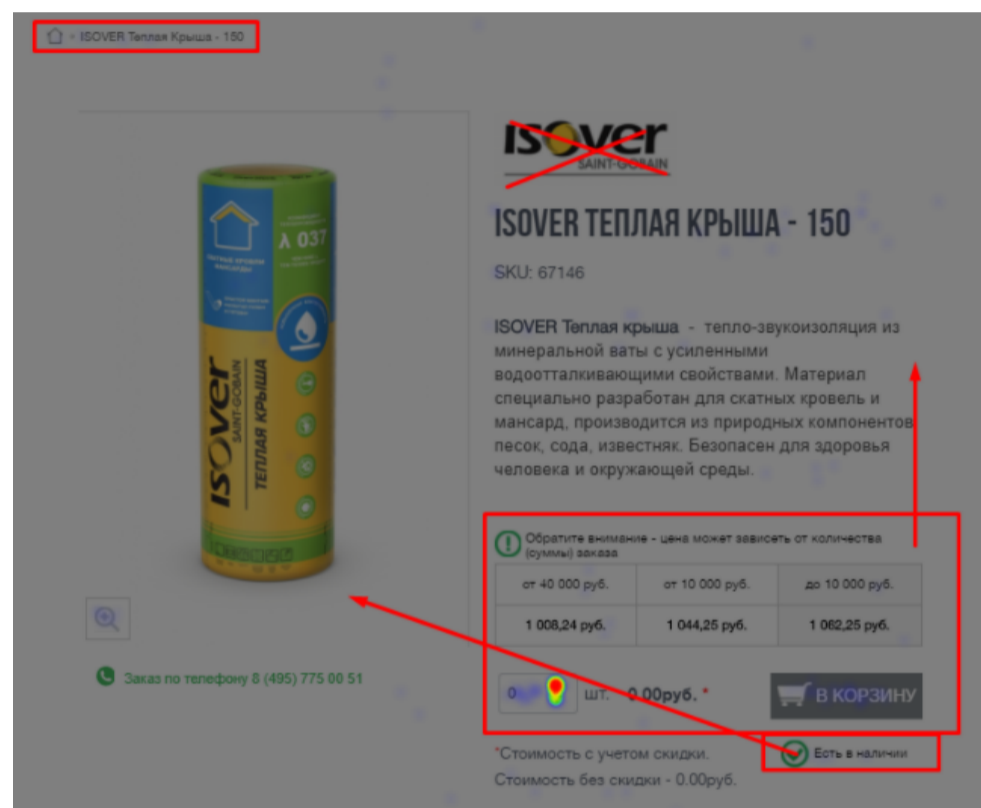 - ISOVER Теплая Крыша - 150
isover
SAINT-GOBAIN
ISOVER ТЕПЛАЯ КРЫША - 150
SKU: 67146
ISOVER Теплая крыша - тепло-звукоизоляция из
минеральной ваты с усиленными
водоотталкивающими свойствами. Материал
специально разработан для скатных кровель и
мансард, производится из природных компонентов
песок, сода, известняк. Безопасен для здоровья
человека и окружающей среды.
λ 037
isover
SAINT-GOBAIN
ТЕПЛАЯ КРЫША
Обратите внимание - цена может зависеть от количества
(суммы) заказа
от 40 000 руб. от 10 000 руб. до 10 000 руб.
1 008,24 руб. 1 044,25 руб. 1 062,25 руб.
Заказ по телефону 8 (495) 775 00 51
0 шт. 0.00руб. * В КОРЗИНУ
*Стоимость с учетом скидки. Есть в наличии
Стоимость без скидки - 0.00руб.